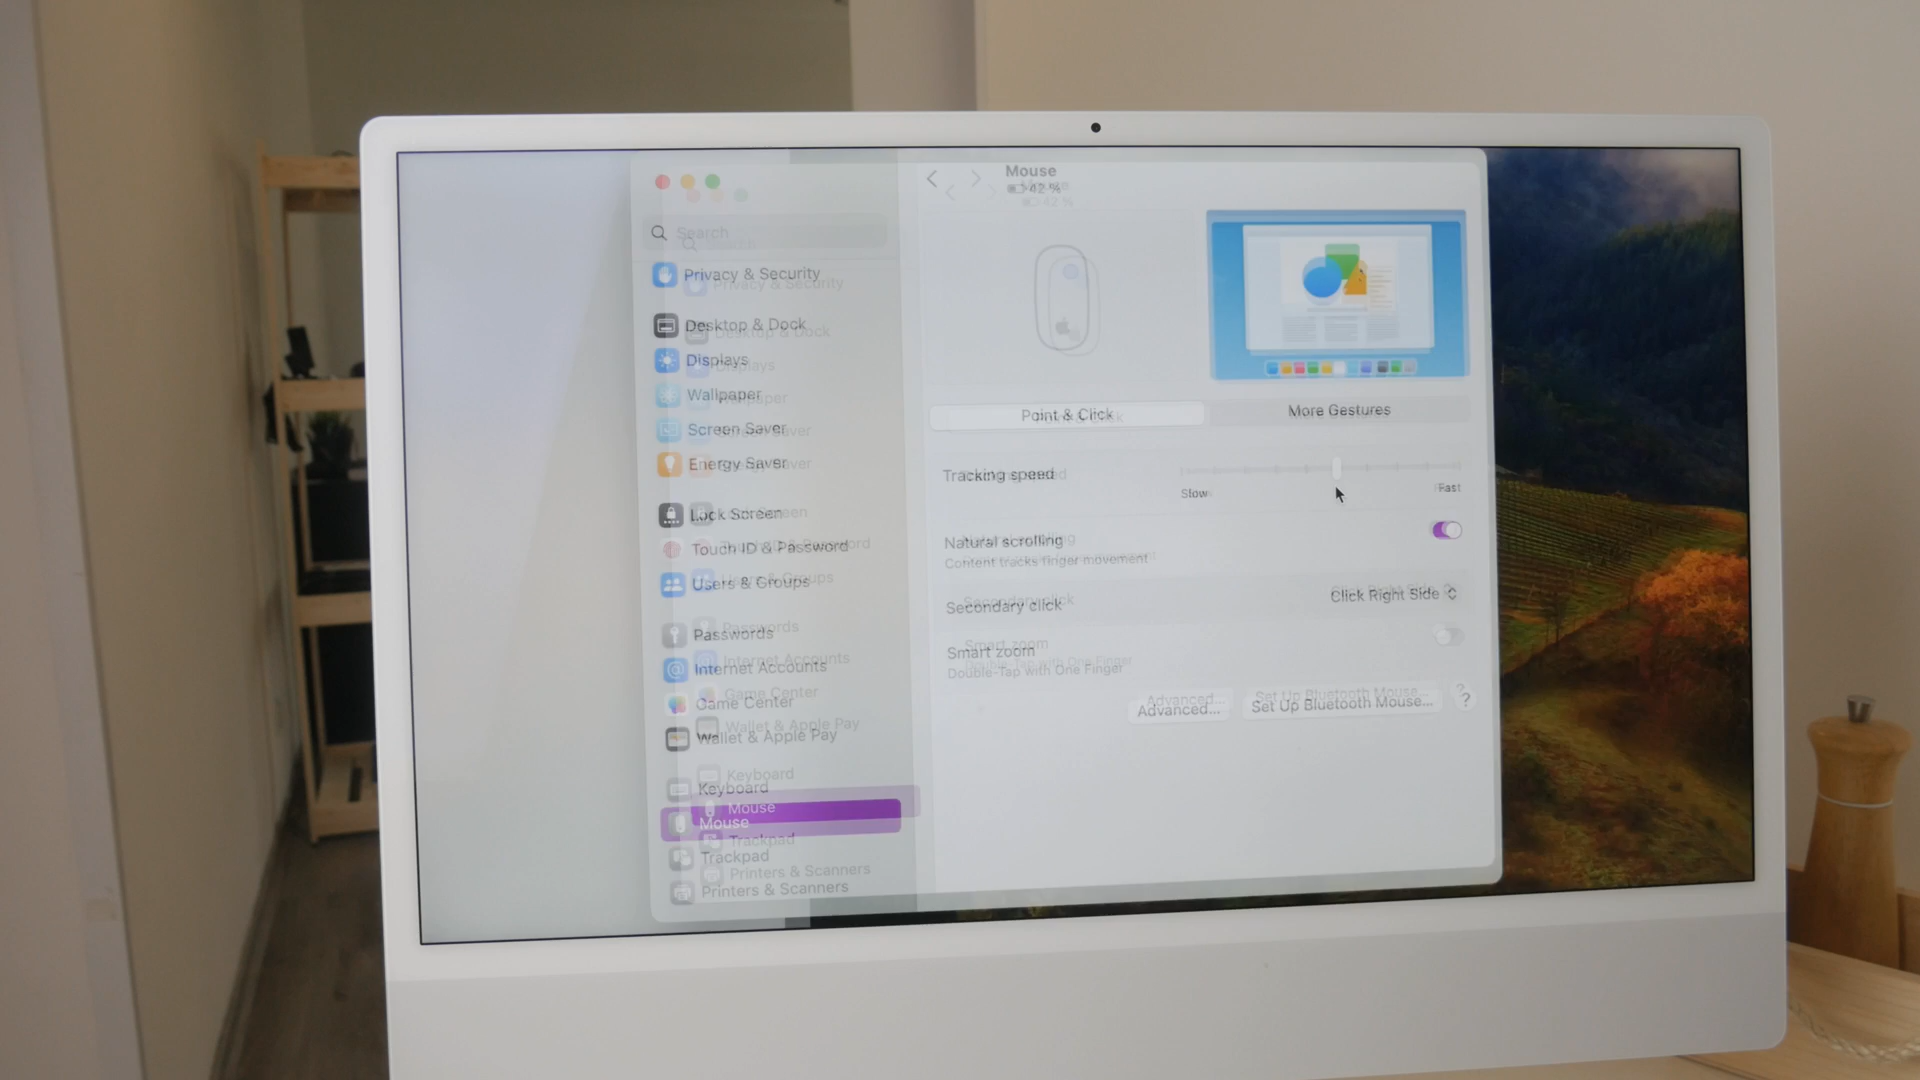 Mouse
42 %
Search
Privacy & Security
Desktop & Dock
Displays
Wallpaper
Screen Saver
Energy Saver
Lock Screen
Touch ID & Password
Users & Groups
Passwords
Internet Accounts
Game Center
Wallet & Apple Pay
Keyboard
Mouse
Trackpad
Printers & Scanners
Point & Click
More Gestures
Tracking speed
Slow
Fast
Natural scrolling
Content tracks finger movement
Secondary click
Click Right Side
Smart zoom
Double-Tap with One Finger
Advanced...
Set Up Bluetooth Mouse...
?